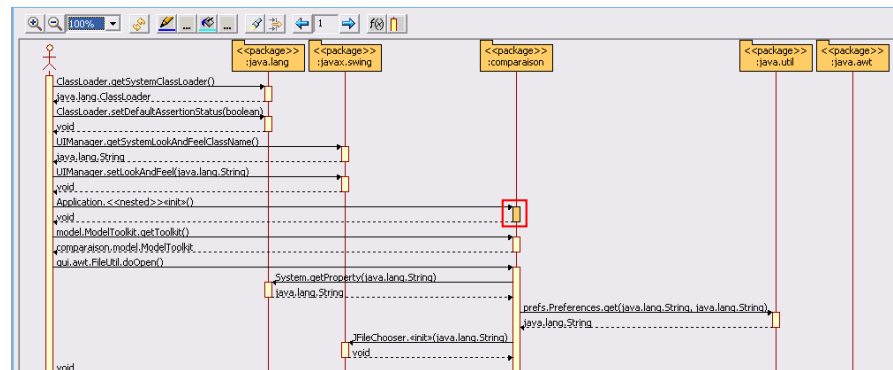 100% ... ... 1 f(x)
<<package>> <<package>> <<package>> <<package>> <<package>>
:java.lang :javax.swing :comparaison :java.util :java.awt
ClassLoader.getSystemClassLoader()
java.lang.ClassLoader
ClassLoader.setDefaultAssertionStatus(boolean)
void
UIManager.getSystemLookAndFeelClassName()
java.lang.String
UIManager.setLookAndFeel(java.lang.String)
void
Application.<<nested>>«init»()
void
model.ModelToolkit.getToolkit()
comparaison.model.ModelToolkit
gui.awt.FileUtil.doOpen()
System.getProperty(java.lang.String)
java.lang.String
prefs.Preferences.get(java.lang.String, java.lang.String)
java.lang.String
JFileChooser.«init»(java.lang.String)
void
void